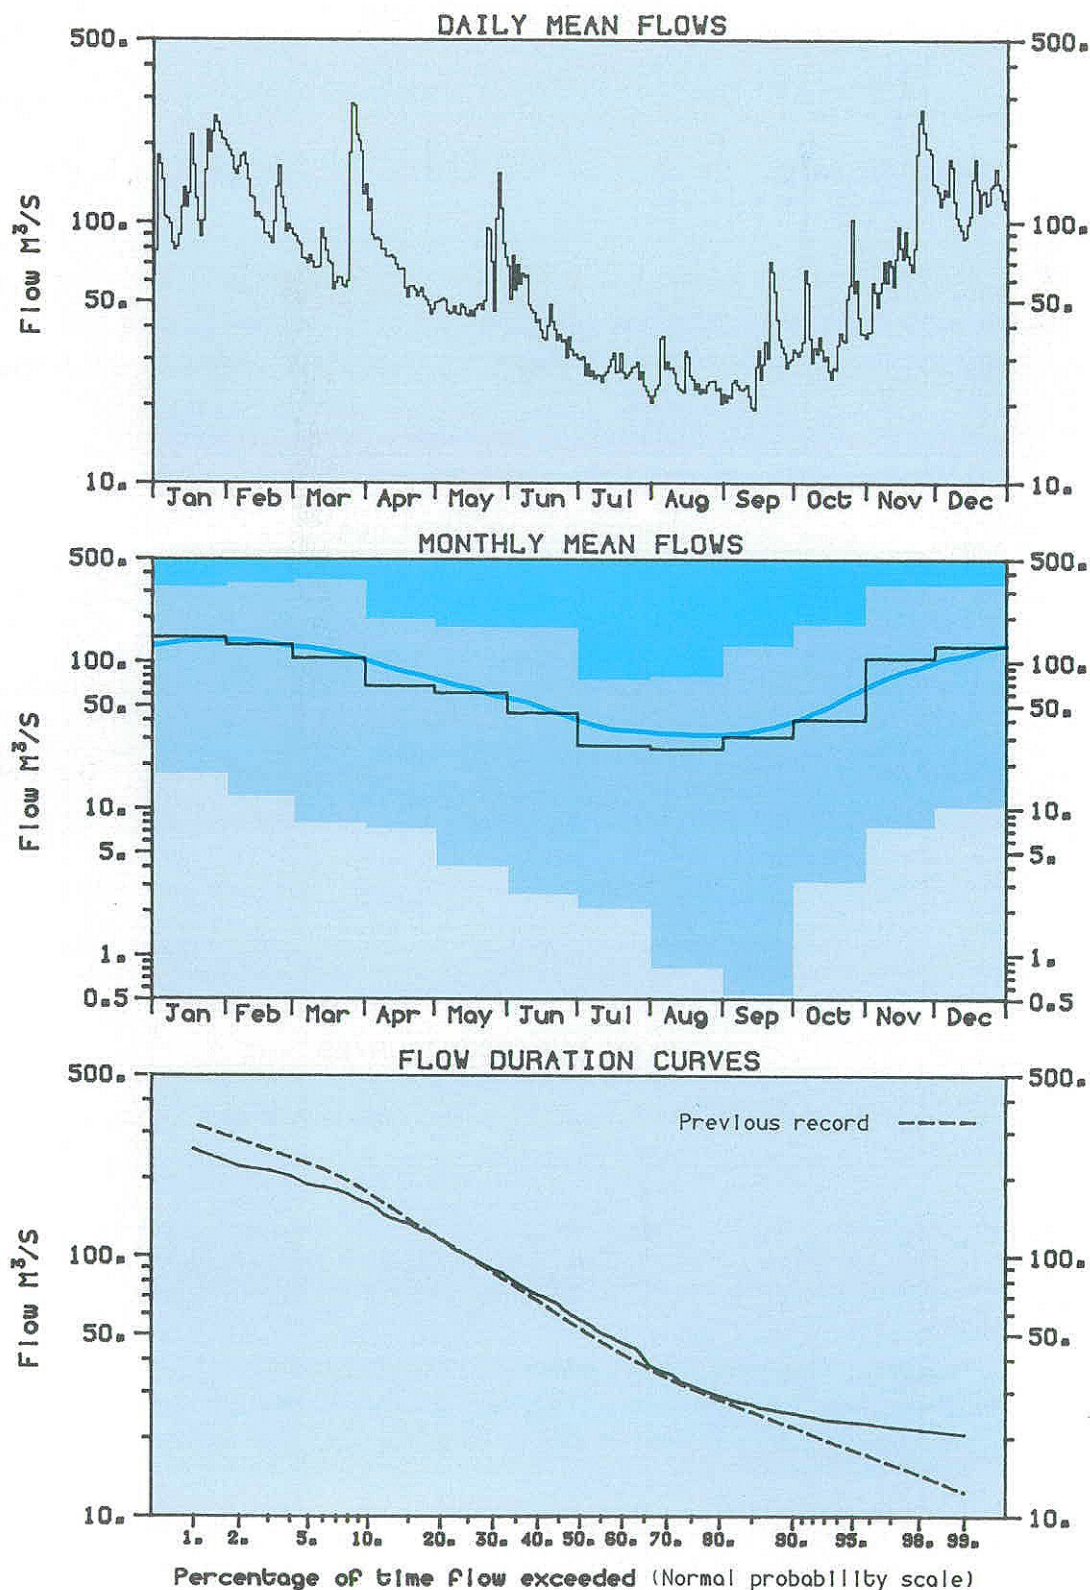 DAILY MEAN FLOWS
500. 500.
100. 100.
50. 50.
10. 10.
Flow M³/S
Jan Feb Mar Apr May Jun Jul Aug Sep Oct Nov Dec
MONTHLY MEAN FLOWS
500. 500.
100. 100.
50. 50.
10. 10.
5. 5.
1. 1.
0.5 0.5
Flow M³/S
Jan Feb Mar Apr May Jun Jul Aug Sep Oct Nov Dec
FLOW DURATION CURVES
Previous record
500. 500.
100. 100.
50. 50.
10. 10.
Flow M³/S
1. 2. 5. 10. 20. 30. 40. 50. 60. 70. 80. 90. 95. 98. 99.
Percentage of time flow exceeded (Normal probability scale)